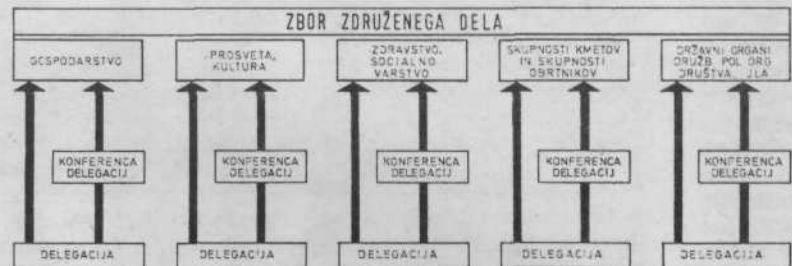 ZBOR ZDRUŽENEGA DELA
GOSPODARSTVO
PROSVETA,
KULTURA
ZDRAVSTVO,
SOCIALNO
VARSTVO
SKUPNOSTI KMETOV
IN SKUPNOSTI
OBRTNIKOV
DRŽAVNI ORGANI
DRUŽB. POL. ORG.
DRUŠTVA, JLA
KONFERENCA
DELEGACIJ
KONFERENCA
DELEGACIJ
KONFERENCA
DELEGACIJ
KONFERENCA
DELEGACIJ
KONFERENCA
DELEGACIJ
DELEGACIJA
DELEGACIJA
DELEGACIJA
DELEGACIJA
DELEGACIJA